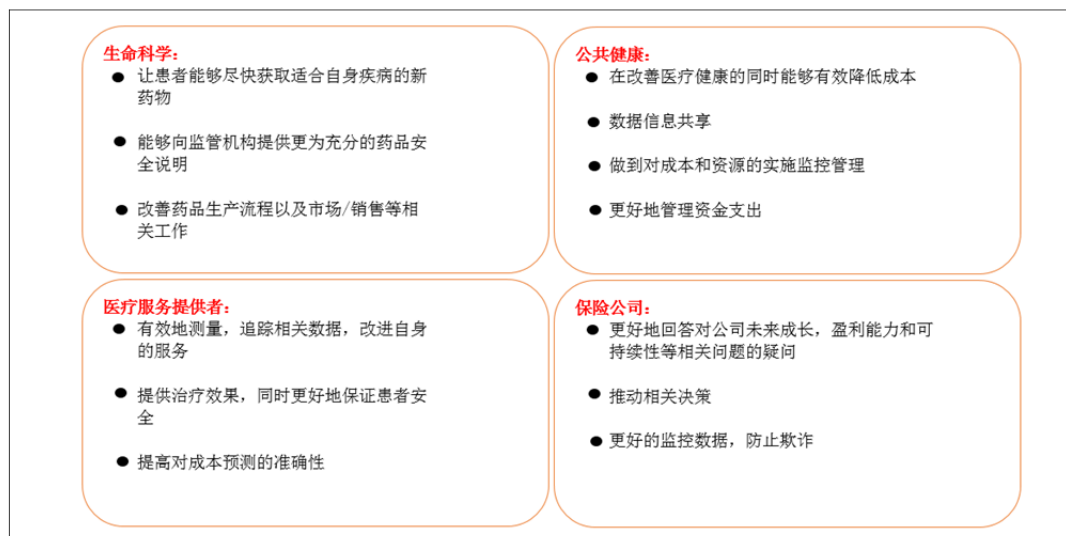 生命科学：
● 让患者能够尽快获取适合自身疾病的新
药物
● 能够向监管机构提供更为充分的药品安
全说明
● 改善药品生产流程以及市场/销售等相
关工作
公共健康：
● 在改善医疗健康的同时能够有效降低成本
● 数据信息共享
● 做到对成本和资源的实施监控管理
● 更好地管理资金支出
医疗服务提供者：
● 有效地测量，追踪相关数据，改进自身
的服务
● 提供治疗效果，同时更好地保证患者安
全
● 提高对成本预测的准确性
保险公司：
● 更好地回答对公司未来成长，盈利能力和可
持续性等相关问题的疑问
● 推动相关决策
● 更好的监控数据，防止欺诈